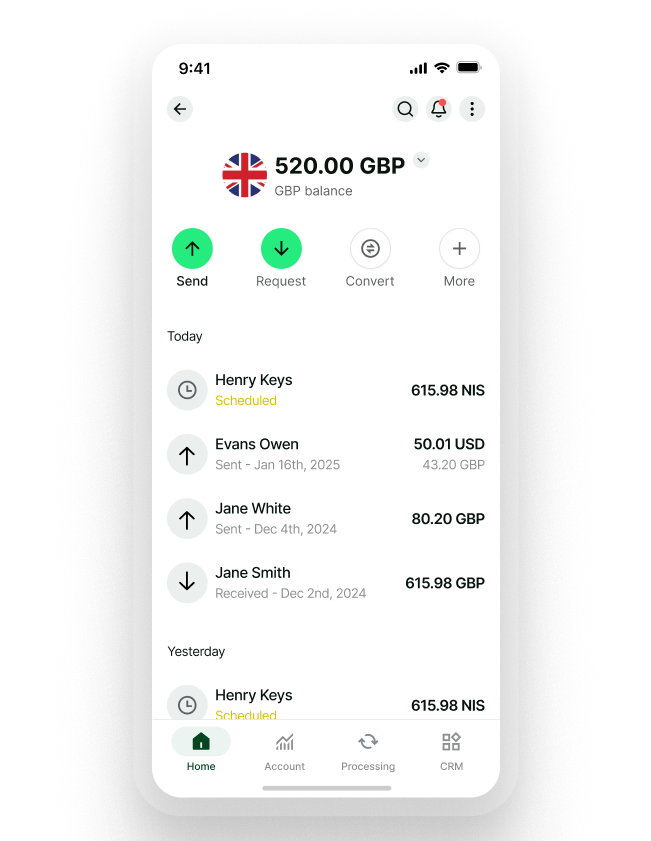 9:41
520.00 GBP
GBP balance
Send Request Convert More
Today
Henry Keys
Scheduled
615.98 NIS
Evans Owen
Sent - Jan 16th, 2025
50.01 USD
43.20 GBP
Jane White
Sent - Dec 4th, 2024
80.20 GBP
Jane Smith
Received - Dec 2nd, 2024
615.98 GBP
Yesterday
Henry Keys
Scheduled
615.98 NIS
Home Account Processing CRM